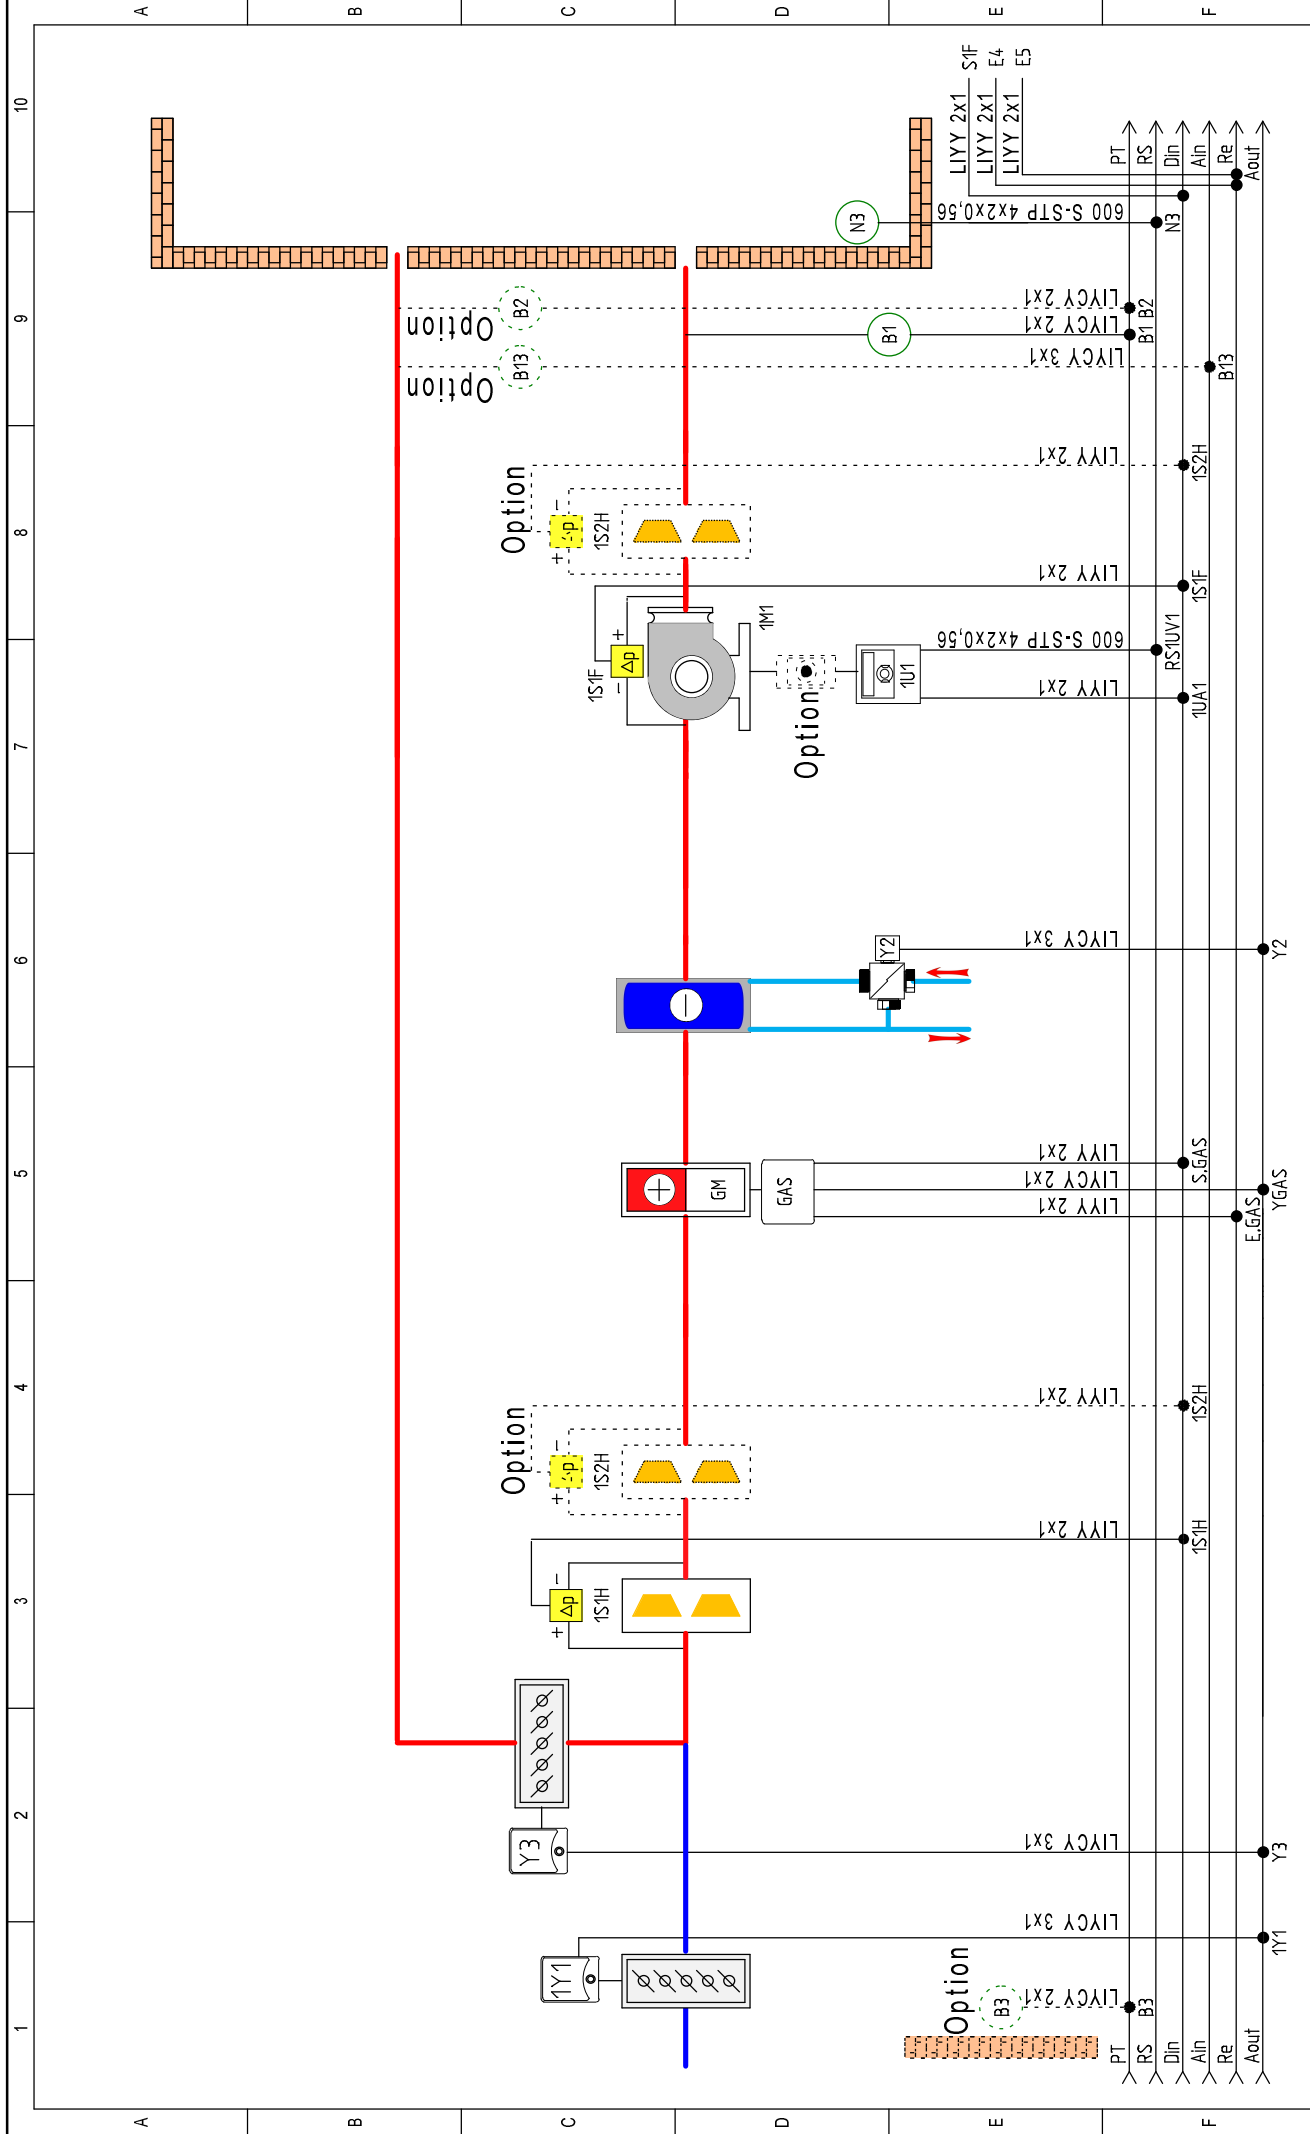 A
B
C
D
E
F
1
2
3
4
5
6
7
8
9
10
Option
B2
Option
B13
B1
N3
LIYY 2x1
S1F
LIYY 2x1
E4
LIYY 2x1
E5
Option
+
p
-
1S2H
1S1F
-
Δp
+
1M1
Option
1U1
Y2
GM
GAS
Option
+
p
-
1S2H
+
Δp
-
1S1H
Y3
1Y1
Option
B3
LIYCY 2x1
LIYCY 3x1
LIYCY 3x1
LIYY 2x1
LIYY 2x1
LIYY 2x1
LIYCY 2x1
LIYY 2x1
LIYCY 3x1
LIYY 2x1
600 S-STP 4x2x0,56
LIYY 2x1
LIYY 2x1
LIYCY 3x1
LIYCY 2x1
LIYCY 2x1
600 S-STP 4x2x0,56
PT
RS
Din
Ain
Re
Aout
B3
1Y1
Y3
1S1H
1S2H
E.GAS
YGAS
S.GAS
Y2
1UA1
RS1UV1
1S1F
1S2H
B13
B1
B2
N3
PT
RS
Din
Ain
Re
Aout
A
B
C
D
E
F